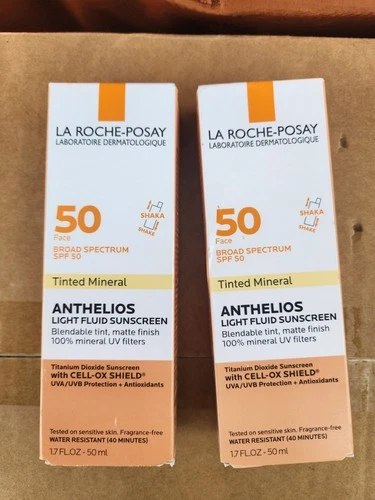 LA ROCHE-POSAY
LABORATOIRE DERMATOLOGIQUE
50
Face
SHAKA
SHAKE
BROAD SPECTRUM
SPF 50
Tinted Mineral
ANTHELIOS
LIGHT FLUID SUNSCREEN
Blendable tint, matte finish
100% mineral UV filters
Titanium Dioxide Sunscreen
with CELL-OX SHIELD®
UVA/UVB Protection + Antioxidants
Tested on sensitive skin. Fragrance-free
WATER RESISTANT (40 MINUTES)
1.7 FL.OZ - 50 ml
LA ROCHE-POSAY
LABORATOIRE DERMATOLOGIQUE
50
Face
SHAKA
SHAKE
BROAD SPECTRUM
SPF 50
Tinted Mineral
ANTHELIOS
LIGHT FLUID SUNSCREEN
Blendable tint, matte finish
100% mineral UV filters
Titanium Dioxide Sunscreen
with CELL-OX SHIELD®
UVA/UVB Protection + Antioxidants
Tested on sensitive skin. Fragrance-free
WATER RESISTANT (40 MINUTES)
1.7 FL.OZ - 50 ml